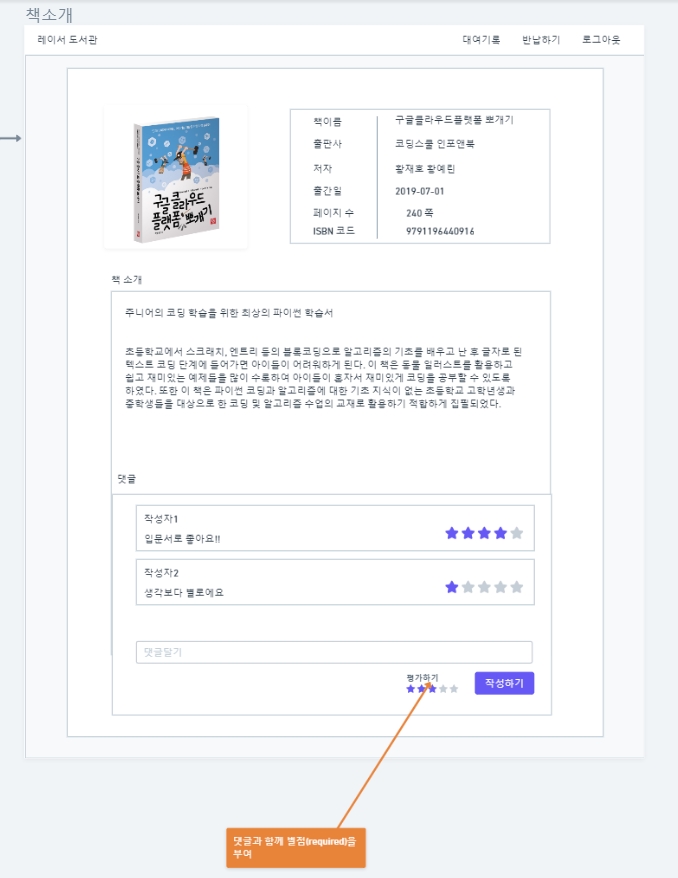 책소개
레이서 도서관
대여기록 반납하기 로그아웃
구글 클라우드
플랫폼 뽀개기
책이름 구글클라우드플랫폼 뽀개기
출판사 코딩스쿨 인포앤북
저자 황재호 황예린
출간일 2019-07-01
페이지 수 240 쪽
ISBN 코드 9791196440916
책 소개
주니어의 코딩 학습을 위한 최상의 파이썬 학습서
초등학교에서 스크래치, 엔트리 등의 블록코딩으로 알고리즘의 기초를 배우고 난 후 글자로 된
텍스트 코딩 단계에 들어가면 아이들이 어려워하게 된다. 이 책은 동물 일러스트를 활용하고
쉽고 재미있는 예제들을 많이 수록하여 아이들이 혼자서 재미있게 코딩을 공부할 수 있도록
하였다. 또한 이 책은 파이썬 코딩과 알고리즘에 대한 기초 지식이 없는 초등학교 고학년생과
중학생들을 대상으로 한 코딩 및 알고리즘 수업의 교재로 활용하기 적합하게 집필되었다.
댓글
작성자1
입문서로 좋아요!!
작성자2
생각보다 별로에요
댓글달기
평가하기
작성하기
댓글과 함께 별점(required)을
부여